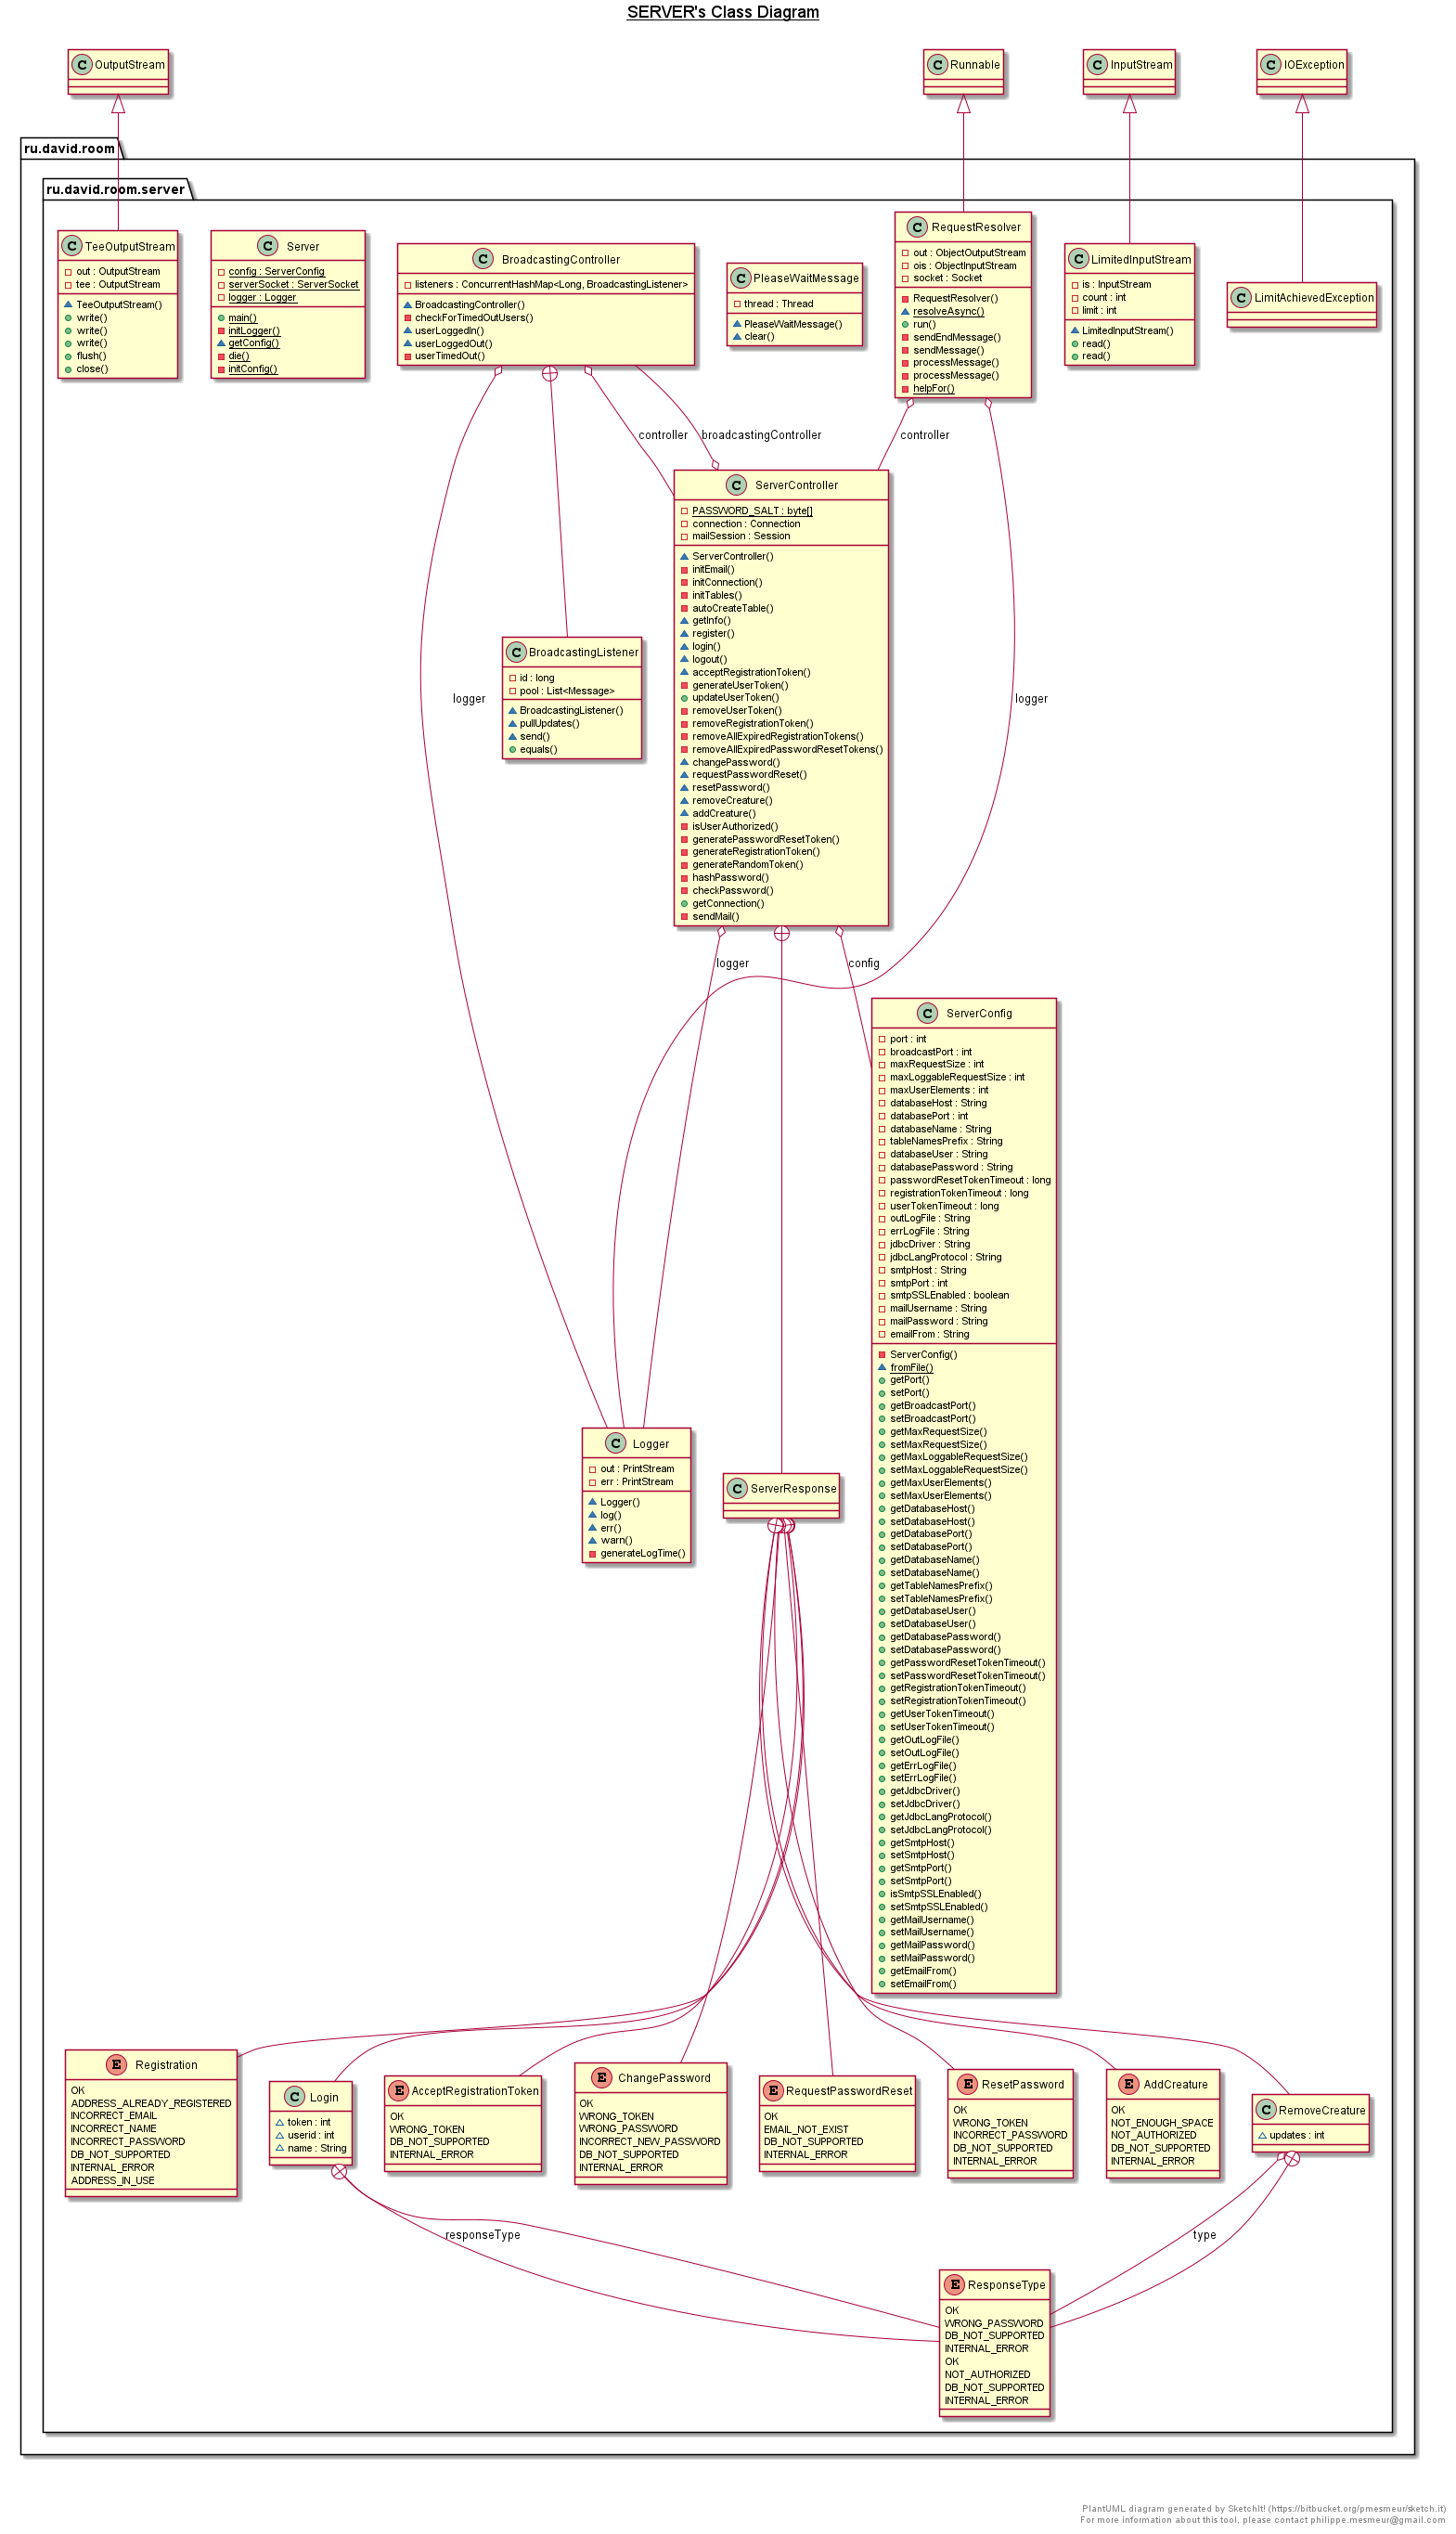 SERVER's Class Diagram
C OutputStream
C Runnable
C InputStream
C IOException
ru.david.room
ru.david.room.server
C TeeOutputStream
out : OutputStream
tee : OutputStream
TeeOutputStream()
write()
write()
write()
flush()
close()
C Server
config : ServerConfig
serverSocket : ServerSocket
logger : Logger
main()
initLogger()
getConfig()
die()
initConfig()
C BroadcastingController
listeners : ConcurrentHashMap<Long, BroadcastingListener>
BroadcastingController()
checkForTimedOutUsers()
userLoggedIn()
userLoggedOut()
userTimedOut()
C PleaseWaitMessage
thread : Thread
PleaseWaitMessage()
clear()
C RequestResolver
out : ObjectOutputStream
ois : ObjectInputStream
socket : Socket
RequestResolver()
resolveAsync()
run()
sendEndMessage()
sendMessage()
processMessage()
processMessage()
helpFor()
C LimitedInputStream
is : InputStream
count : int
limit : int
LimitedInputStream()
read()
read()
C LimitAchievedException
controller
broadcastingController
controller
C ServerController
PASSWORD_SALT : byte[]
connection : Connection
mailSession : Session
ServerController()
initEmail()
initConnection()
initTables()
autoCreateTable()
getInfo()
register()
login()
logout()
acceptRegistrationToken()
generateUserToken()
updateUserToken()
removeUserToken()
removeRegistrationToken()
removeAllExpiredRegistrationTokens()
removeAllExpiredPasswordResetTokens()
changePassword()
requestPasswordReset()
resetPassword()
removeCreature()
addCreature()
isUserAuthorized()
generatePasswordResetToken()
generateRegistrationToken()
generateRandomToken()
hashPassword()
checkPassword()
getConnection()
sendMail()
C BroadcastingListener
id : long
pool : List<Message>
BroadcastingListener()
pullUpdates()
send()
equals()
logger
logger
logger
config
C ServerConfig
port : int
broadcastPort : int
maxRequestSize : int
maxLoggableRequestSize : int
maxUserElements : int
databaseHost : String
databasePort : int
databaseName : String
tableNamesPrefix : String
databaseUser : String
databasePassword : String
passwordResetTokenTimeout : long
registrationTokenTimeout : long
userTokenTimeout : long
outLogFile : String
errLogFile : String
jdbcDriver : String
jdbcLangProtocol : String
smtpHost : String
smtpPort : int
smtpSSLEnabled : boolean
mailUsername : String
mailPassword : String
emailFrom : String
ServerConfig()
fromFile()
getPort()
setPort()
getBroadcastPort()
setBroadcastPort()
getMaxRequestSize()
setMaxRequestSize()
getMaxLoggableRequestSize()
setMaxLoggableRequestSize()
getMaxUserElements()
setMaxUserElements()
getDatabaseHost()
setDatabaseHost()
getDatabasePort()
setDatabasePort()
getDatabaseName()
setDatabaseName()
getTableNamesPrefix()
setTableNamesPrefix()
getDatabaseUser()
setDatabaseUser()
getDatabasePassword()
setDatabasePassword()
getPasswordResetTokenTimeout()
setPasswordResetTokenTimeout()
getRegistrationTokenTimeout()
setRegistrationTokenTimeout()
getUserTokenTimeout()
setUserTokenTimeout()
getOutLogFile()
setOutLogFile()
getErrLogFile()
setErrLogFile()
getJdbcDriver()
setJdbcDriver()
getJdbcLangProtocol()
setJdbcLangProtocol()
getSmtpHost()
setSmtpHost()
getSmtpPort()
setSmtpPort()
isSmtpSSLEnabled()
setSmtpSSLEnabled()
getMailUsername()
setMailUsername()
getMailPassword()
setMailPassword()
getEmailFrom()
setEmailFrom()
C Logger
out : PrintStream
err : PrintStream
Logger()
log()
err()
warn()
generateLogTime()
C ServerResponse
E Registration
OK
ADDRESS_ALREADY_REGISTERED
INCORRECT_EMAIL
INCORRECT_NAME
INCORRECT_PASSWORD
DB_NOT_SUPPORTED
INTERNAL_ERROR
ADDRESS_IN_USE
C Login
token : int
userid : int
name : String
E AcceptRegistrationToken
OK
WRONG_TOKEN
DB_NOT_SUPPORTED
INTERNAL_ERROR
E ChangePassword
OK
WRONG_TOKEN
WRONG_PASSWORD
INCORRECT_NEW_PASSWORD
DB_NOT_SUPPORTED
INTERNAL_ERROR
E RequestPasswordReset
OK
EMAIL_NOT_EXIST
DB_NOT_SUPPORTED
INTERNAL_ERROR
E ResetPassword
OK
WRONG_TOKEN
INCORRECT_PASSWORD
DB_NOT_SUPPORTED
INTERNAL_ERROR
E AddCreature
OK
NOT_ENOUGH_SPACE
NOT_AUTHORIZED
DB_NOT_SUPPORTED
INTERNAL_ERROR
C RemoveCreature
updates : int
responseType
type
E ResponseType
OK
WRONG_PASSWORD
DB_NOT_SUPPORTED
INTERNAL_ERROR
OK
NOT_AUTHORIZED
DB_NOT_SUPPORTED
INTERNAL_ERROR
PlantUML diagram generated by SketchIt! (https://bitbucket.org/pmesmeur/sketch.it)
For more information about this tool, please contact philippe.mesmeur@gmail.com